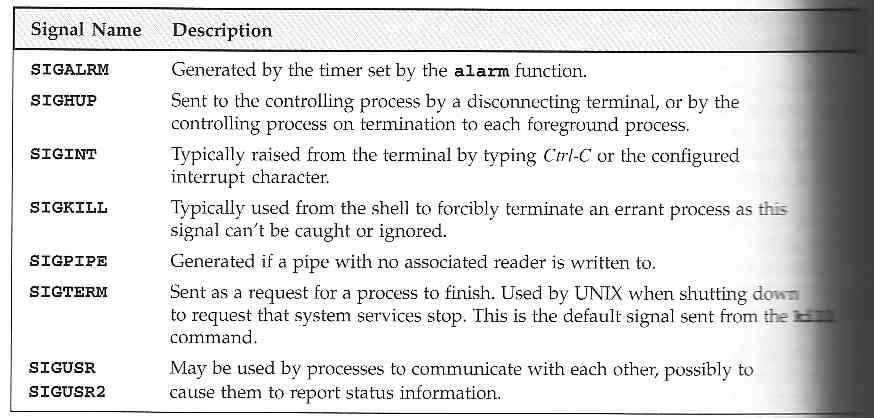 Signal Name Description
SIGALRM Generated by the timer set by the alarm function.
SIGHUP Sent to the controlling process by a disconnecting terminal, or by the
controlling process on termination to each foreground process.
SIGINT Typically raised from the terminal by typing Ctrl-C or the configured
interrupt character.
SIGKILL Typically used from the shell to forcibly terminate an errant process as this
signal can't be caught or ignored.
SIGPIPE Generated if a pipe with no associated reader is written to.
SIGTERM Sent as a request for a process to finish. Used by UNIX when shutting down
to request that system services stop. This is the default signal sent from the kill
command.
SIGUSR May be used by processes to communicate with each other, possibly to
SIGUSR2 cause them to report status information.